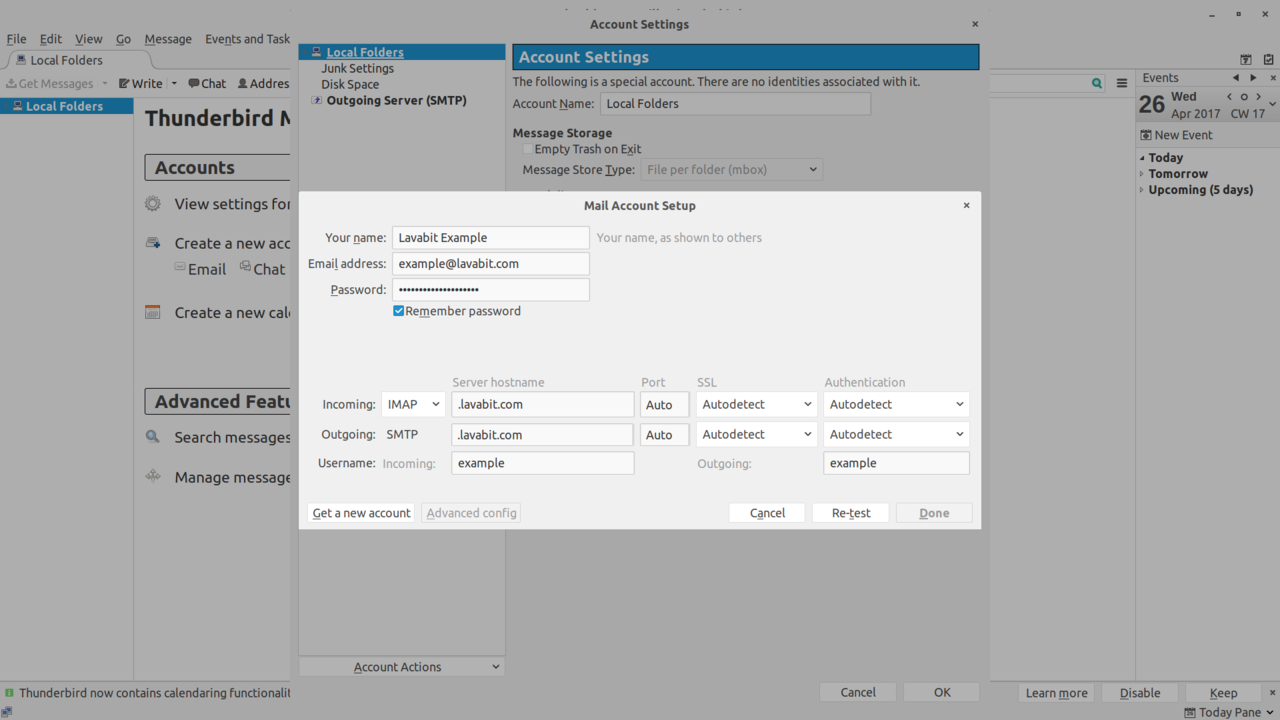 Account Settings
File Edit View Go Message Events and Task
Local Folders
Get Messages Write Chat Addres
Local Folders
Thunderbird M
Accounts
View settings for
Create a new acc
Email Chat
Create a new cal
Advanced Featu
Search messages
Manage message
Local Folders
Junk Settings
Disk Space
Outgoing Server (SMTP)
Account Settings
The following is a special account. There are no identities associated with it.
Account Name: Local Folders
Message Storage
Empty Trash on Exit
Message Store Type: File per folder (mbox)
Mail Account Setup
Your name: Lavabit Example Your name, as shown to others
Email address: example@lavabit.com
Password: ••••••••••••••••••••
Remember password
Server hostname Port SSL Authentication
Incoming: IMAP .lavabit.com Auto Autodetect Autodetect
Outgoing: SMTP .lavabit.com Auto Autodetect Autodetect
Username: Incoming: example Outgoing: example
Get a new account Advanced config Cancel Re-test Done
Account Actions
Cancel OK
Events
26 Wed
Apr 2017 CW 17
New Event
Today
Tomorrow
Upcoming (5 days)
Thunderbird now contains calendaring functionalit
Learn more Disable Keep
Today Pane